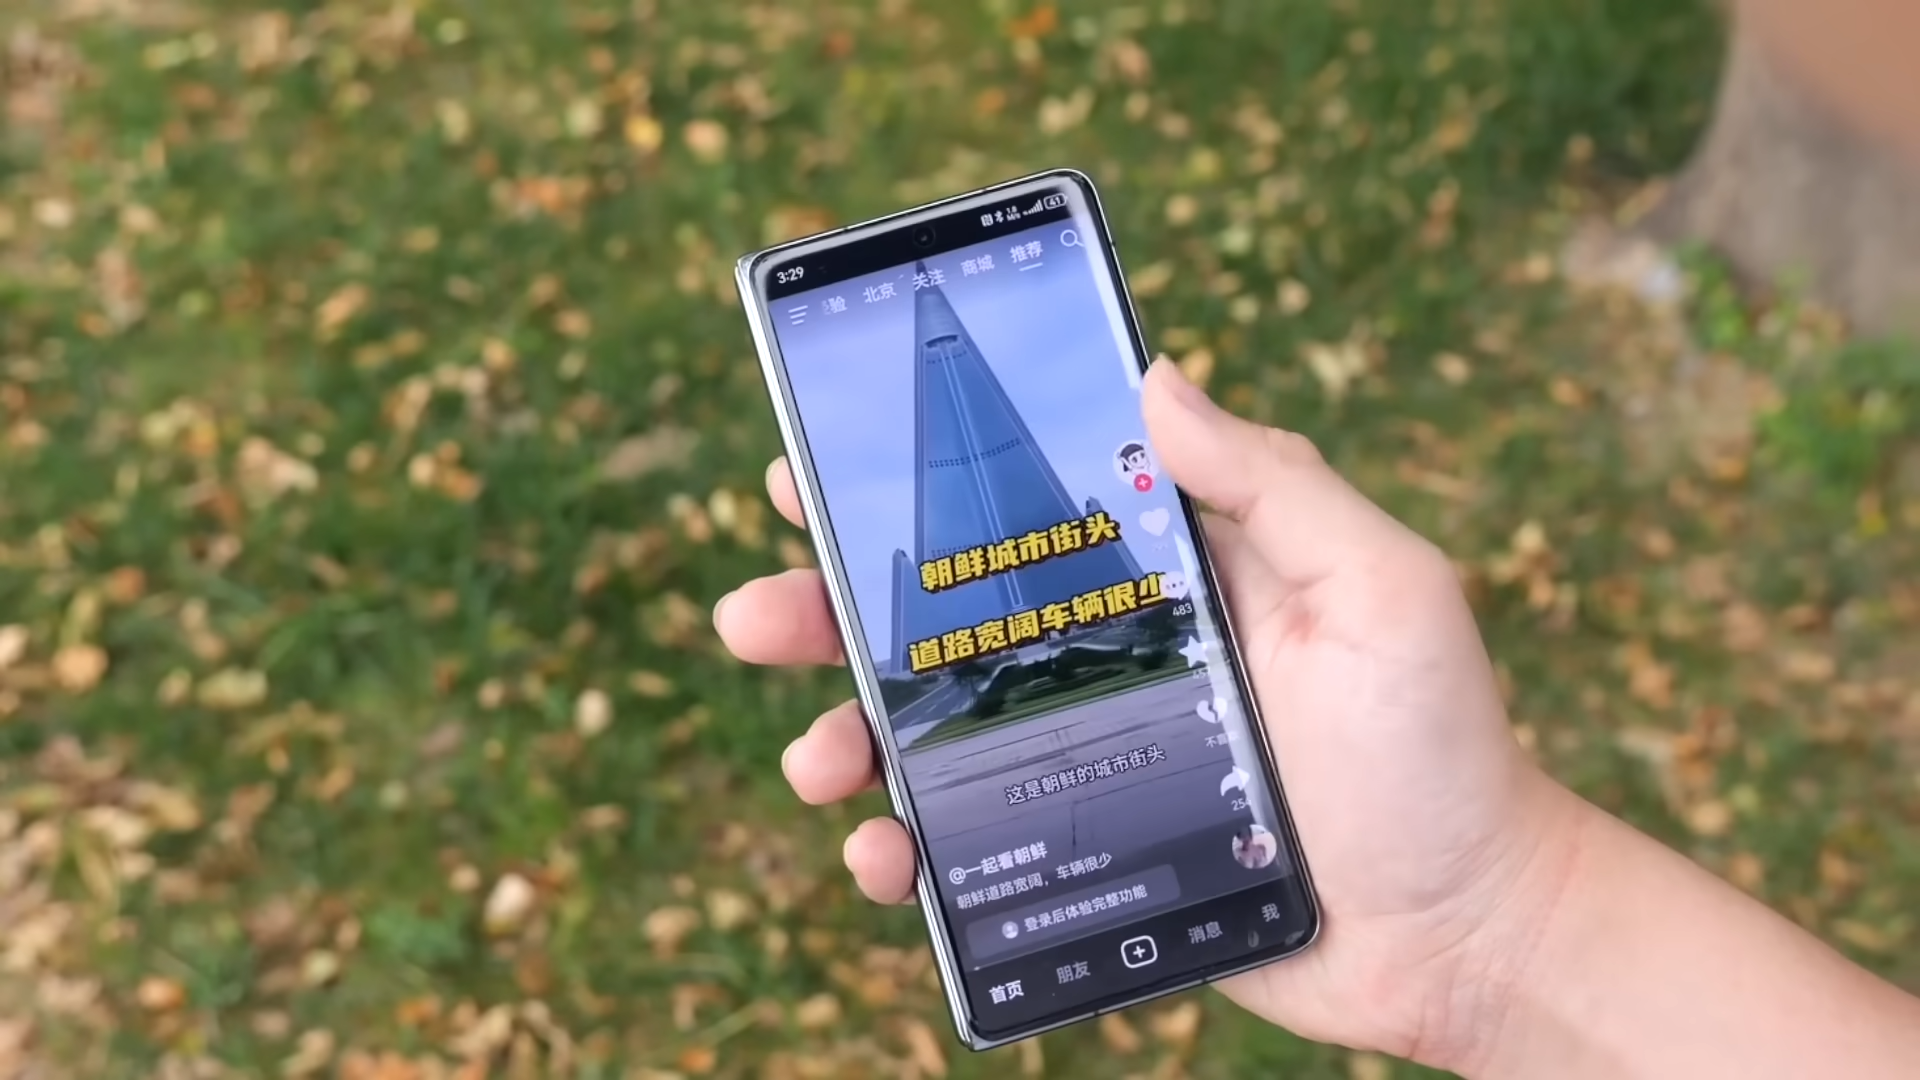 3:29
41
验 北京 关注 商城 推荐
朝鲜城市街头
道路宽阔车辆很少
483
这是朝鲜的城市街头
@一起看朝鲜
朝鲜道路宽阔，车辆很少
登录后体验完整功能
首页 朋友 消息 我